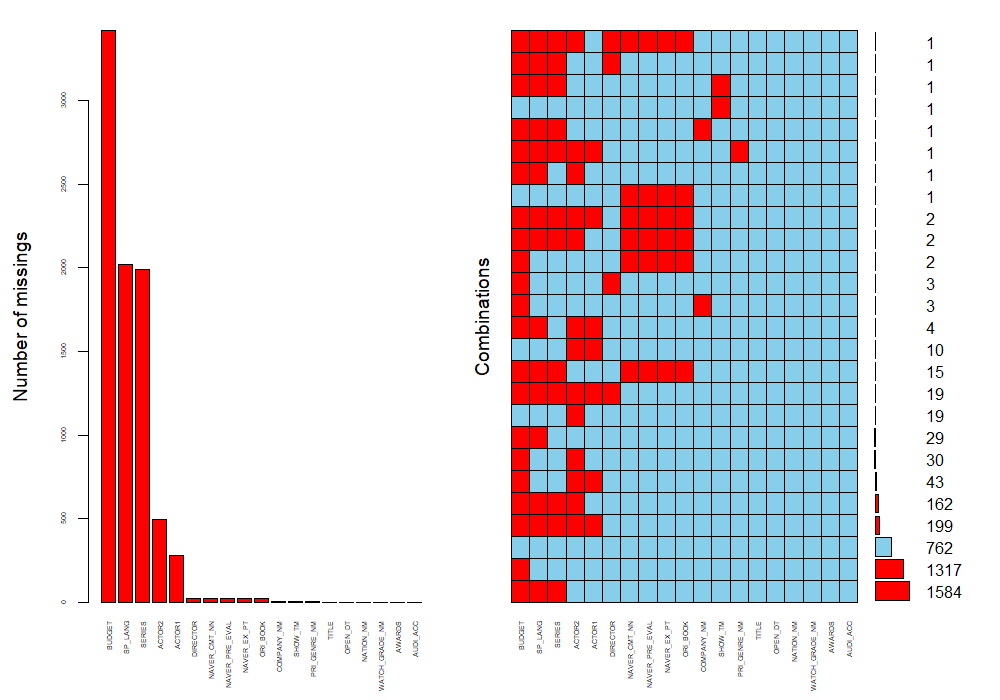 Number of missings
0
500
1000
1500
2000
2500
3000
BUDGET
SP_LANG
SERIES
ACTOR2
ACTOR1
DIRECTOR
NAVER_CMT_NN
NAVER_PRE_EVAL
NAVER_EX_PT
ORI_BOOK
COMPANY_NM
SHOW_TM
PRI_GENRE_NM
TITLE
OPEN_DT
NATION_NM
WATCH_GRADE_NM
AWARDS
AUDI_ACC
Combinations
BUDGET
SP_LANG
SERIES
ACTOR2
ACTOR1
DIRECTOR
NAVER_CMT_NN
NAVER_PRE_EVAL
NAVER_EX_PT
ORI_BOOK
COMPANY_NM
SHOW_TM
PRI_GENRE_NM
TITLE
OPEN_DT
NATION_NM
WATCH_GRADE_NM
AWARDS
AUDI_ACC
1
1
1
1
1
1
1
1
2
2
2
3
3
4
10
15
19
19
29
30
43
162
199
762
1317
1584